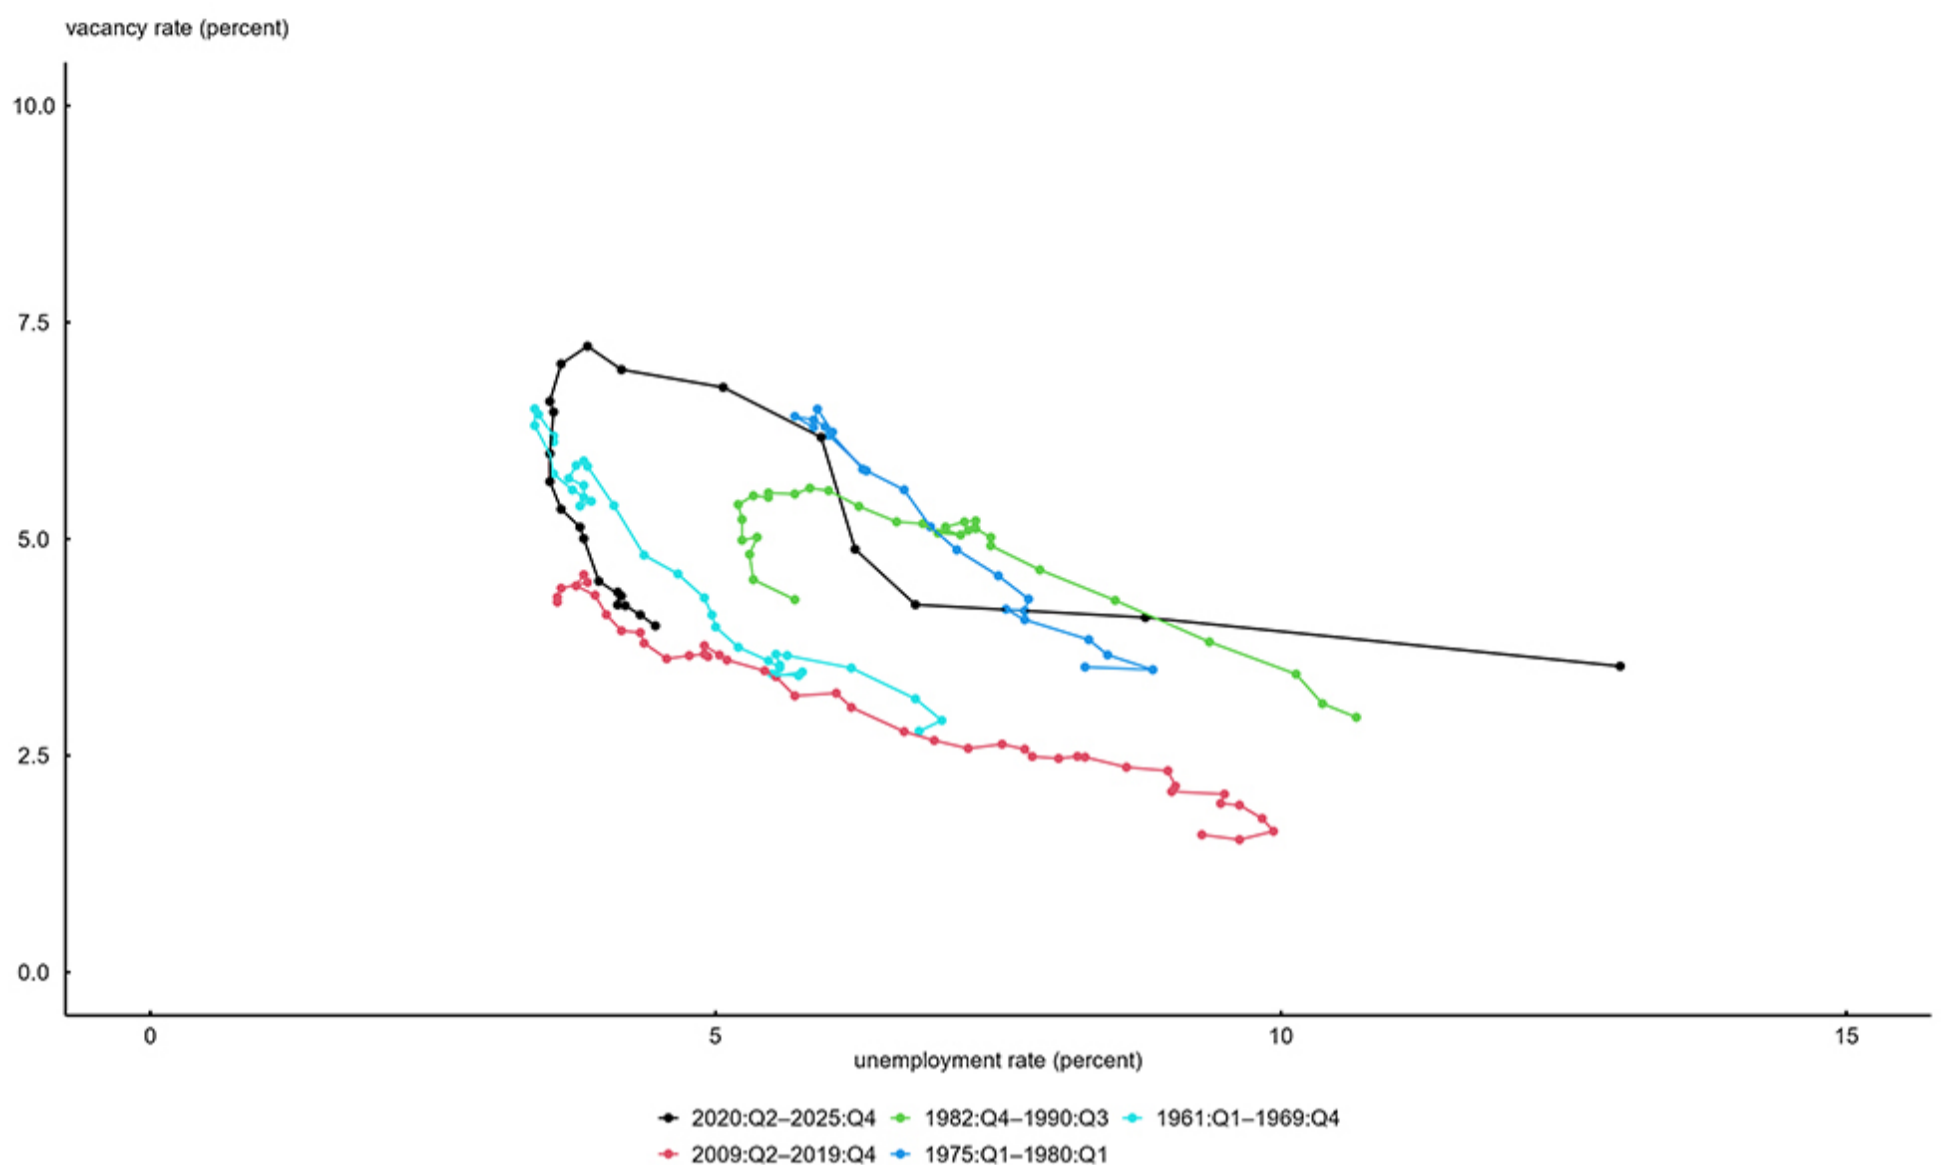 vacancy rate (percent)
10.0
7.5
5.0
2.5
0.0
0 5 10 15
unemployment rate (percent)
2020:Q2–2025:Q4 1982:Q4–1990:Q3 1961:Q1–1969:Q4
2009:Q2–2019:Q4 1975:Q1–1980:Q1